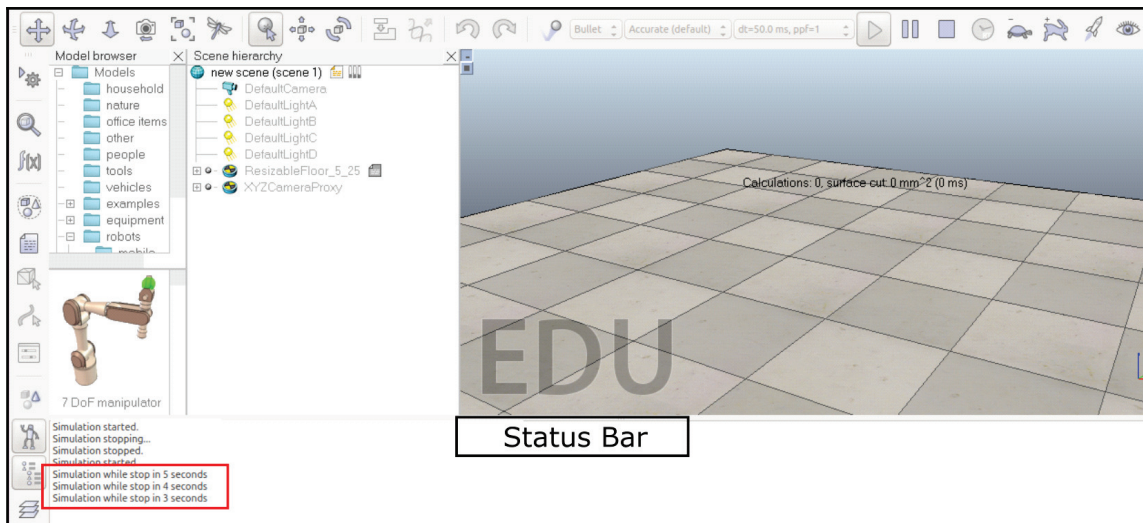 Bullet
Accurate (default)
dt=50.0 ms, ppf=1
Model browser
Scene hierarchy
Models
household
nature
office items
other
people
tools
vehicles
examples
equipment
robots
mobile
new scene (scene 1)
DefaultCamera
DefaultLightA
DefaultLightB
DefaultLightC
DefaultLightD
ResizableFloor_5_25
XYZCameraProxy
f(x)
Calculations: 0, surface cut: 0 mm^2 (0 ms)
EDU
7 DoF manipulator
Status Bar
Simulation started.
Simulation stopping...
Simulation stopped.
Simulation started.
Simulation while stop in 5 seconds
Simulation while stop in 4 seconds
Simulation while stop in 3 seconds